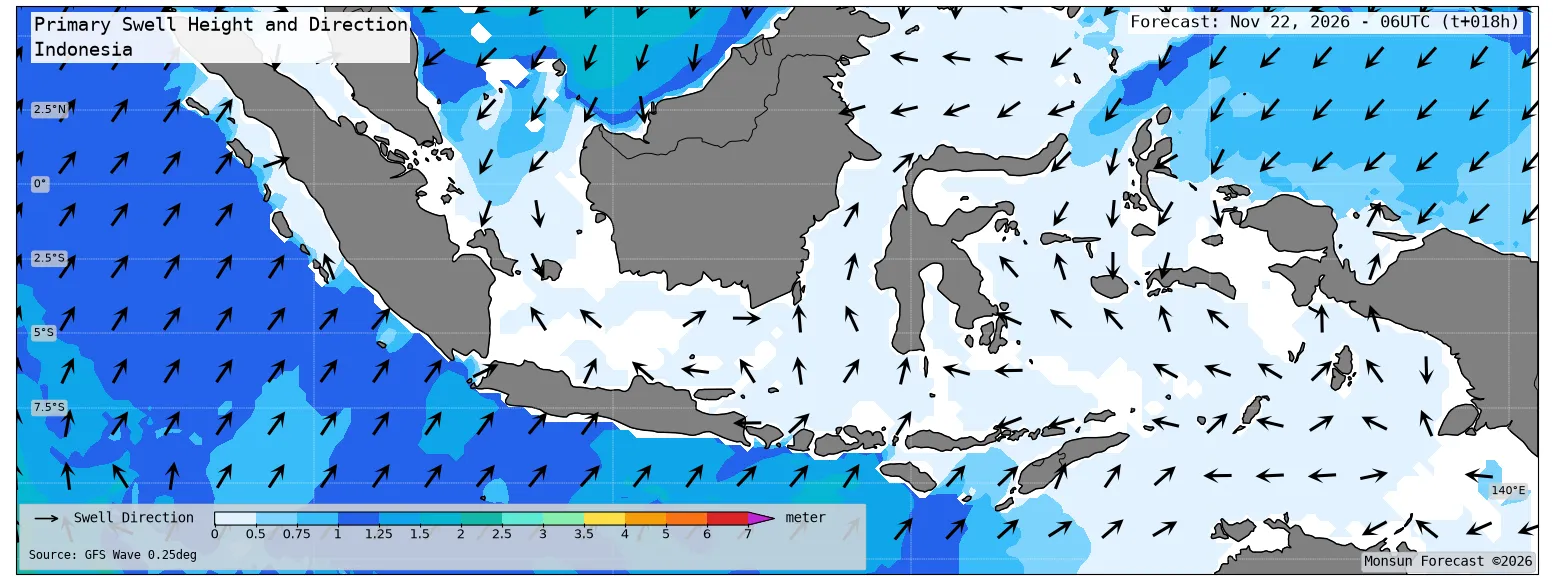 Primary Swell Height and Direction
Indonesia
Forecast: Nov 22, 2026 - 06UTC (t+018h)
2.5°N
0°
2.5°S
5°S
7.5°S
140°E
Swell Direction
0 0.5 0.75 1 1.25 1.5 2 2.5 3 3.5 4 5 6 7
meter
Source: GFS Wave 0.25deg
Monsun Forecast ©2026